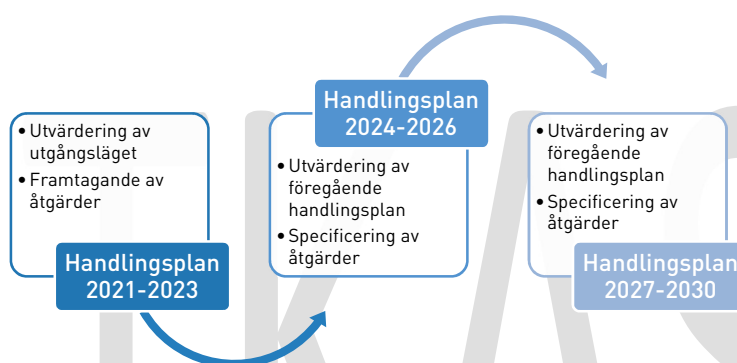 • Utvärdering av
utgångsläget
• Framtagande av
åtgärder
Handlingsplan
2021-2023
Handlingsplan
2024-2026
• Utvärdering av
föregående
handlingsplan
• Specificering av
åtgärder
• Utvärdering av
föregående
handlingsplan
• Specificering av
åtgärder
Handlingsplan
2027-2030